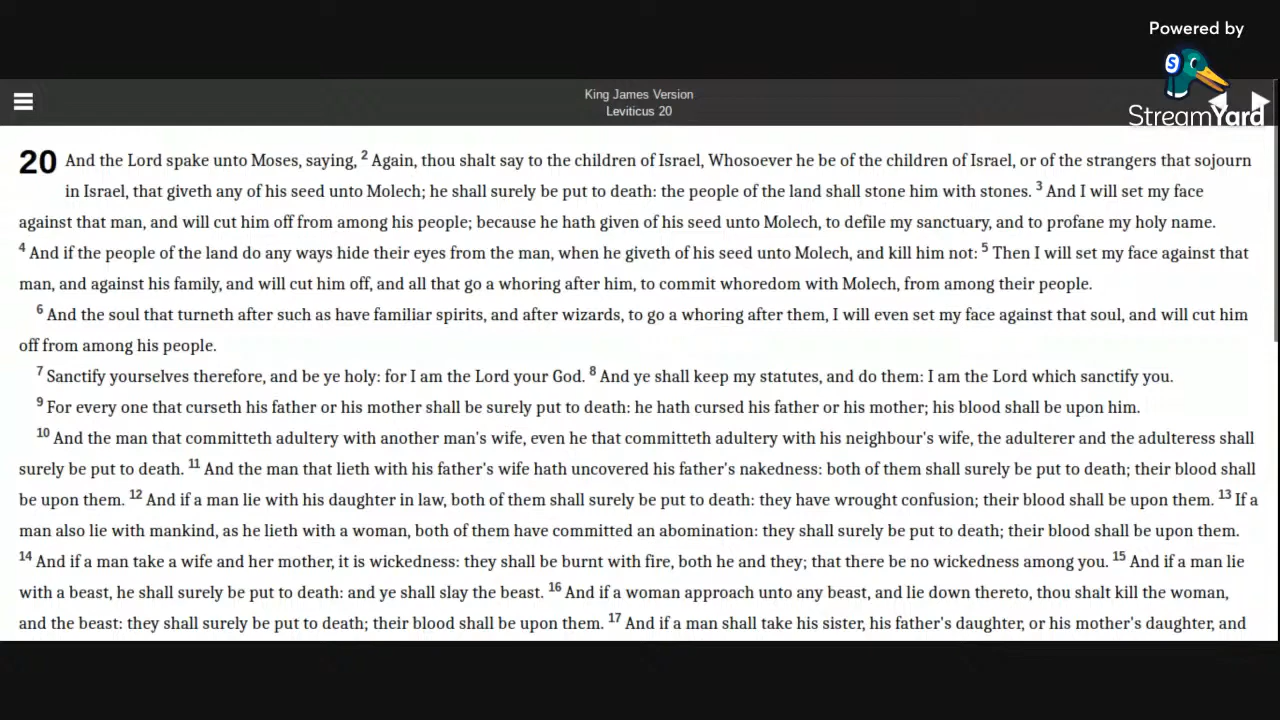 Powered by
StreamYard
King James Version
Leviticus 20
20 And the Lord spake unto Moses, saying, 2 Again, thou shalt say to the children of Israel, Whosoever he be of the children of Israel, or of the strangers that sojourn
in Israel, that giveth any of his seed unto Molech; he shall surely be put to death: the people of the land shall stone him with stones. 3 And I will set my face
against that man, and will cut him off from among his people; because he hath given of his seed unto Molech, to defile my sanctuary, and to profane my holy name.
4 And if the people of the land do any ways hide their eyes from the man, when he giveth of his seed unto Molech, and kill him not: 5 Then I will set my face against that
man, and against his family, and will cut him off, and all that go a whoring after him, to commit whoredom with Molech, from among their people.
6 And the soul that turneth after such as have familiar spirits, and after wizards, to go a whoring after them, I will even set my face against that soul, and will cut him
off from among his people.
7 Sanctify yourselves therefore, and be ye holy: for I am the Lord your God. 8 And ye shall keep my statutes, and do them: I am the Lord which sanctify you.
9 For every one that curseth his father or his mother shall be surely put to death: he hath cursed his father or his mother; his blood shall be upon him.
10 And the man that committeth adultery with another man's wife, even he that committeth adultery with his neighbour's wife, the adulterer and the adulteress shall
surely be put to death. 11 And the man that lieth with his father's wife hath uncovered his father's nakedness: both of them shall surely be put to death; their blood shall
be upon them. 12 And if a man lie with his daughter in law, both of them shall surely be put to death: they have wrought confusion; their blood shall be upon them. 13 If a
man also lie with mankind, as he lieth with a woman, both of them have committed an abomination: they shall surely be put to death; their blood shall be upon them.
14 And if a man take a wife and her mother, it is wickedness: they shall be burnt with fire, both he and they; that there be no wickedness among you. 15 And if a man lie
with a beast, he shall surely be put to death: and ye shall slay the beast. 16 And if a woman approach unto any beast, and lie down thereto, thou shalt kill the woman,
and the beast: they shall surely be put to death; their blood shall be upon them. 17 And if a man shall take his sister, his father's daughter, or his mother's daughter, and